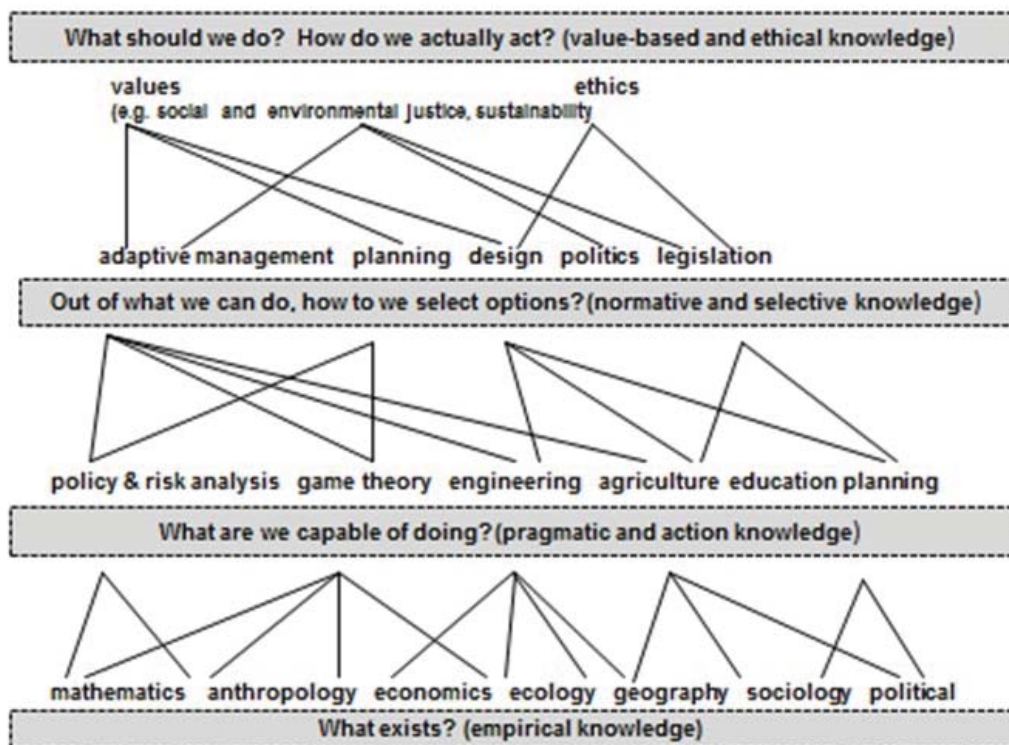 What should we do? How do we actually act? (value-based and ethical knowledge)
values ethics
(e.g. social and environmental justice, sustainability
adaptive management planning design politics legislation
Out of what we can do, how to we select options?(normative and selective knowledge)
policy & risk analysis game theory engineering agriculture education planning
What are we capable of doing?(pragmatic and action knowledge)
mathematics anthropology economics ecology geography sociology political
What exists? (empirical knowledge)